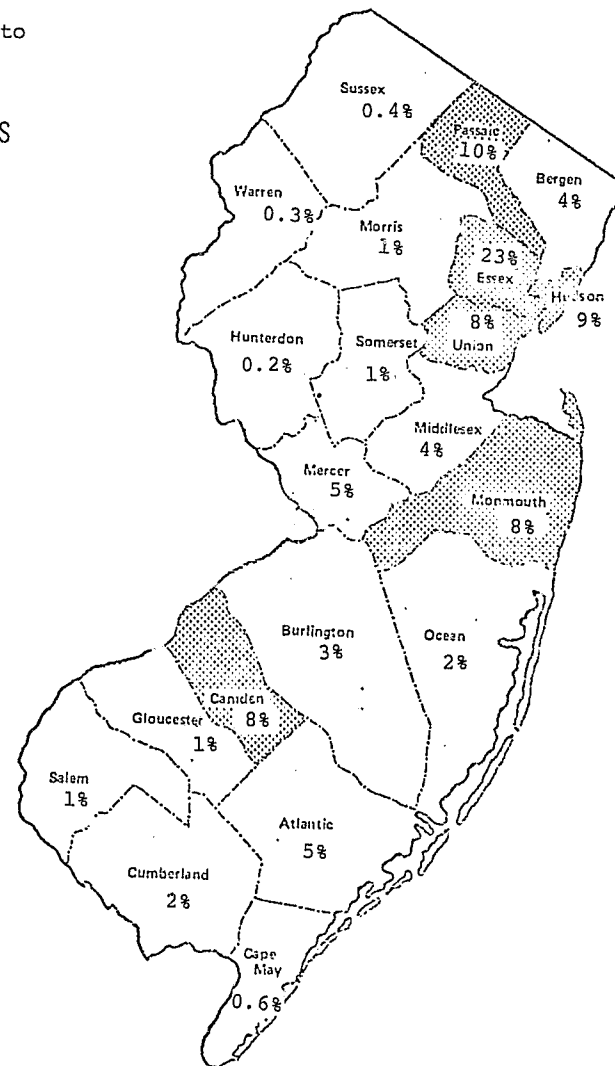 to
S
Sussex
0.4%
Passaic
10%
Bergen
4%
Warren
0.3%
Morris
1%
23%
Essex
Hudson
9%
8%
Union
Hunterdon
0.2%
Somerset
1%
Middlesex
4%
Mercer
5%
Monmouth
8%
Burlington
3%
Ocean
2%
Camden
8%
Gloucester
1%
Salem
1%
Atlantic
5%
Cumberland
2%
Cape
May
0.6%